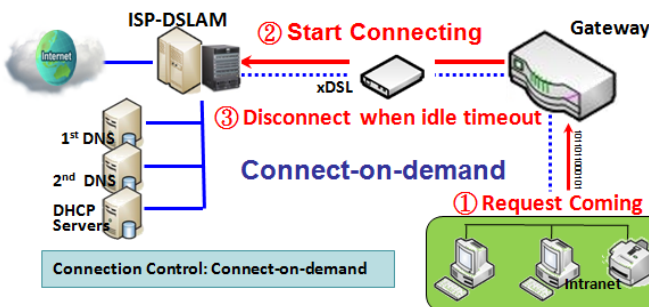 ISP-DSLAM
Gateway
② Start Connecting
Internet
xDSL
③ Disconnect when idle timeout
1st DNS
2nd DNS
DHCP
Servers
Connect-on-demand
① Request Coming
Intranet
Connection Control: Connect-on-demand